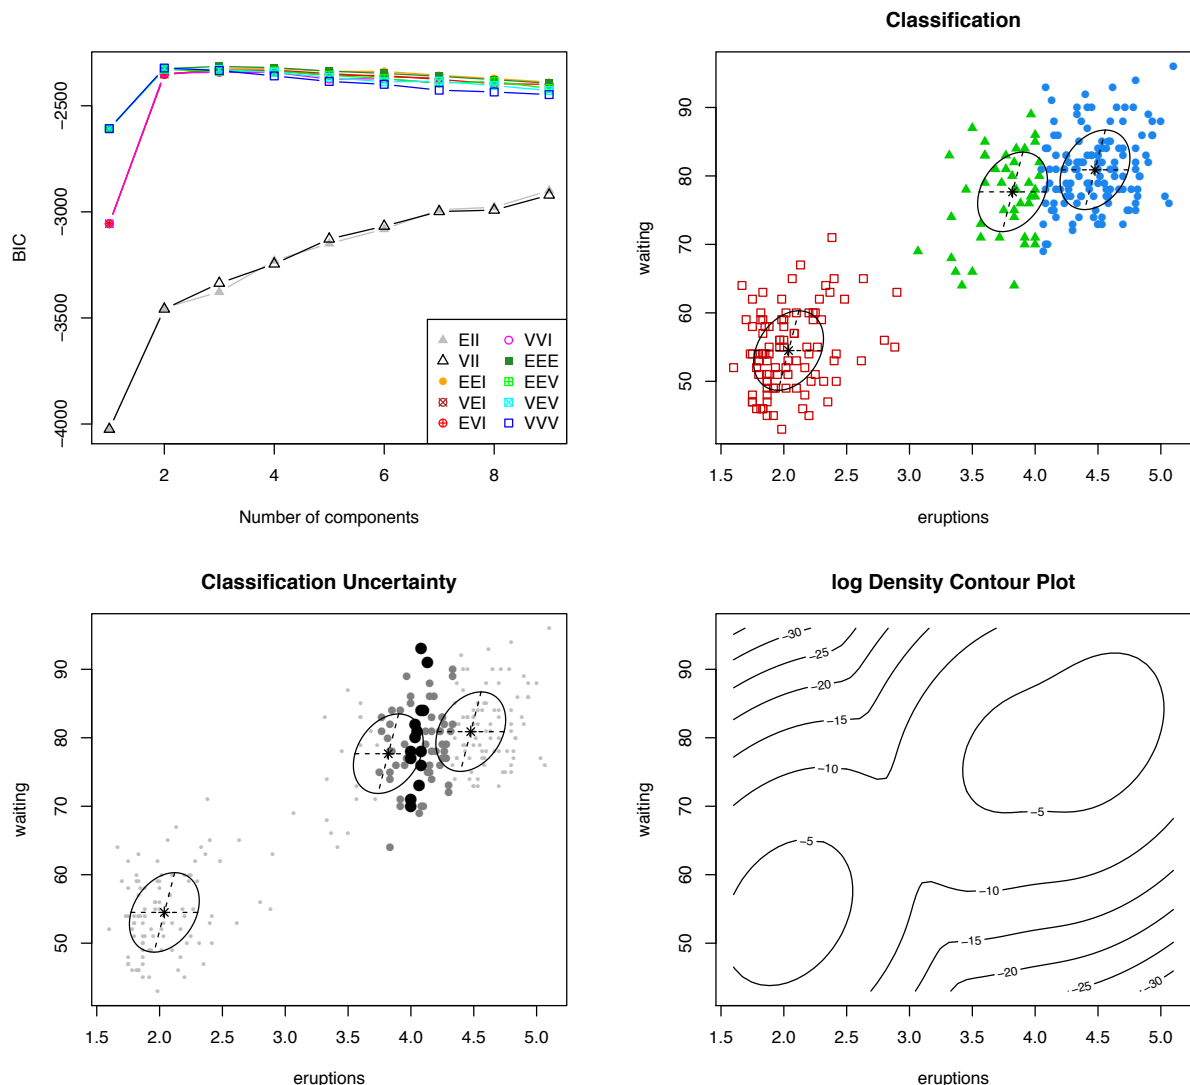 −2500
−3000
−3500
−4000
BIC
EII
VII
EEI
VEI
EVI
VVI
EEE
EEV
VEV
VVV
2
4
6
8
Number of components
Classification
90
80
70
60
50
waiting
1.5 2.0 2.5 3.0 3.5 4.0 4.5 5.0
eruptions
Classification Uncertainty
90
80
70
60
50
waiting
1.5 2.0 2.5 3.0 3.5 4.0 4.5 5.0
eruptions
log Density Contour Plot
90
80
70
60
50
waiting
−30
−25
−20
−15
−10
−5
−5
−10
−15
−20
−25
−30
1.5 2.0 2.5 3.0 3.5 4.0 4.5 5.0
eruptions